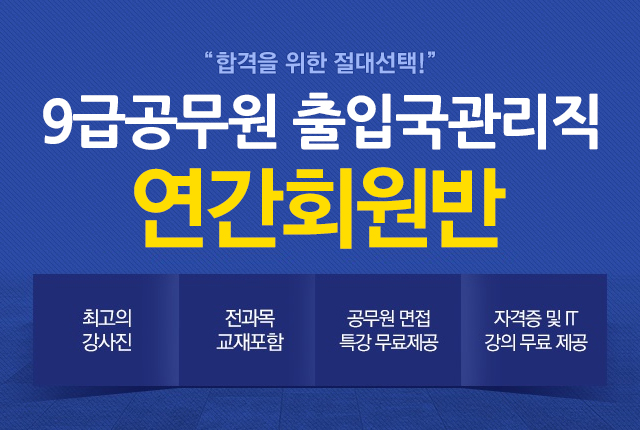 “합격을 위한 절대선택!”
9급공무원 출입국관리직
연간회원반
최고의
강사진
전과목
교재포함
공무원 면접
특강 무료제공
자격증 및 IT
강의 무료 제공